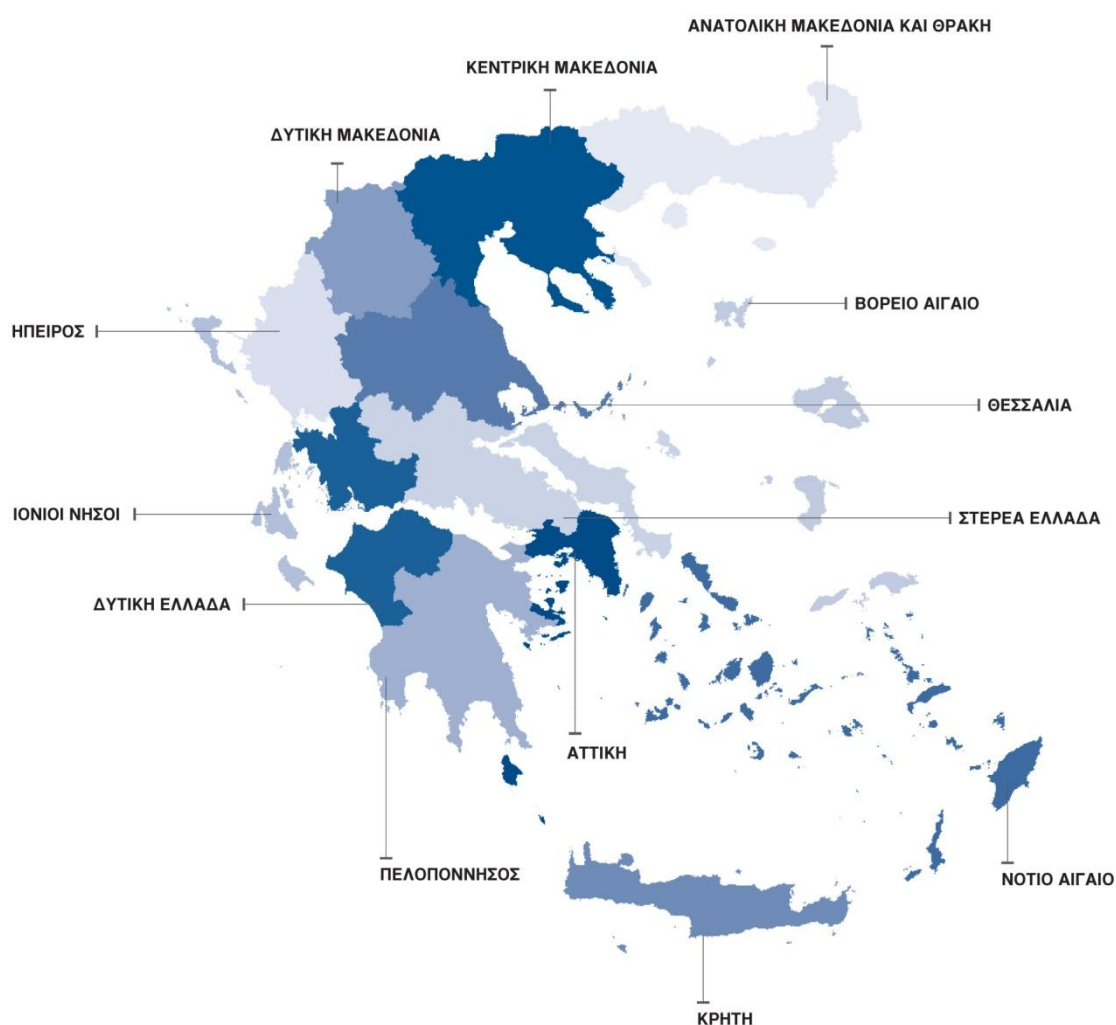 ΑΝΑΤΟΛΙΚΗ ΜΑΚΕΔΟΝΙΑ ΚΑΙ ΘΡΑΚΗ
ΚΕΝΤΡΙΚΗ ΜΑΚΕΔΟΝΙΑ
ΔΥΤΙΚΗ ΜΑΚΕΔΟΝΙΑ
ΒΟΡΕΙΟ ΑΙΓΑΙΟ
ΗΠΕΙΡΟΣ
ΘΕΣΣΑΛΙΑ
ΙΟΝΙΟΙ ΝΗΣΟΙ
ΣΤΕΡΕΑ ΕΛΛΑΔΑ
ΔΥΤΙΚΗ ΕΛΛΑΔΑ
ΑΤΤΙΚΗ
ΠΕΛΟΠΟΝΝΗΣΟΣ
ΝΟΤΙΟ ΑΙΓΑΙΟ
ΚΡΗΤΗ